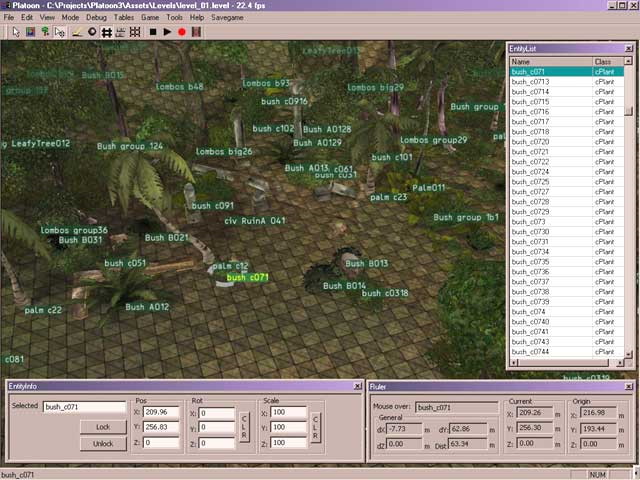 Platoon - C:\Projects\Platoon3\Assets\Levels\level_01.level - 22.4 fps
File Edit View Mode Debug Tables Game Tools Help Savegame
LeafyTree013
Bush B015
lombos b48
lombos b93
lombos big29
bush c0916
bush c102
Bush A0128
Bush A0129
lombos group29
g LeafyTree012
Bush group 124
lombos big26
bush c101
Bush A013
c061
bush c031
Palm011
palm c23
bush c091
civ RuinA 041
Bush group 1b1
lombos group36
Bush B031
Bush B021
bush c051
palm c12
bush c071
Bush B013
Bush B014
bush c0318
palm c22
Bush A012
c081
bush_c0319
EntityList
Name Class
bush_c071 cPlant
bush_c0713 cPlant
bush_c0714 cPlant
bush_c0715 cPlant
bush_c0716 cPlant
bush_c0717 cPlant
bush_c0718 cPlant
bush_c0720 cPlant
bush_c0721 cPlant
bush_c0722 cPlant
bush_c0724 cPlant
bush_c0725 cPlant
bush_c0727 cPlant
bush_c0728 cPlant
bush_c0729 cPlant
bush_c073 cPlant
bush_c0730 cPlant
bush_c0731 cPlant
bush_c0734 cPlant
bush_c0735 cPlant
bush_c0736 cPlant
bush_c0737 cPlant
bush_c0738 cPlant
bush_c0739 cPlant
bush_c074 cPlant
bush_c0740 cPlant
bush_c0741 cPlant
bush_c0743 cPlant
bush_c0744 cPlant
EntityInfo
Selected bush_c071
Lock
Unlock
Pos
X: 209.96
Y: 256.83
Z: 0
Rot
X: 0
Y: 0
Z: 0
C L R
Scale
X: 100
Y: 100
Z: 100
C L R
Ruler
Mouse over: bush_c071
General
dX: -7.73 m dY: 62.86 m
dZ 0.00 m Dist 63.34 m
Current
X: 209.26 m
Y: 256.30 m
Z: 0.00 m
Origin
X: 216.98 m
Y: 193.44 m
Z: 0.00 m
bush_c071
NUM